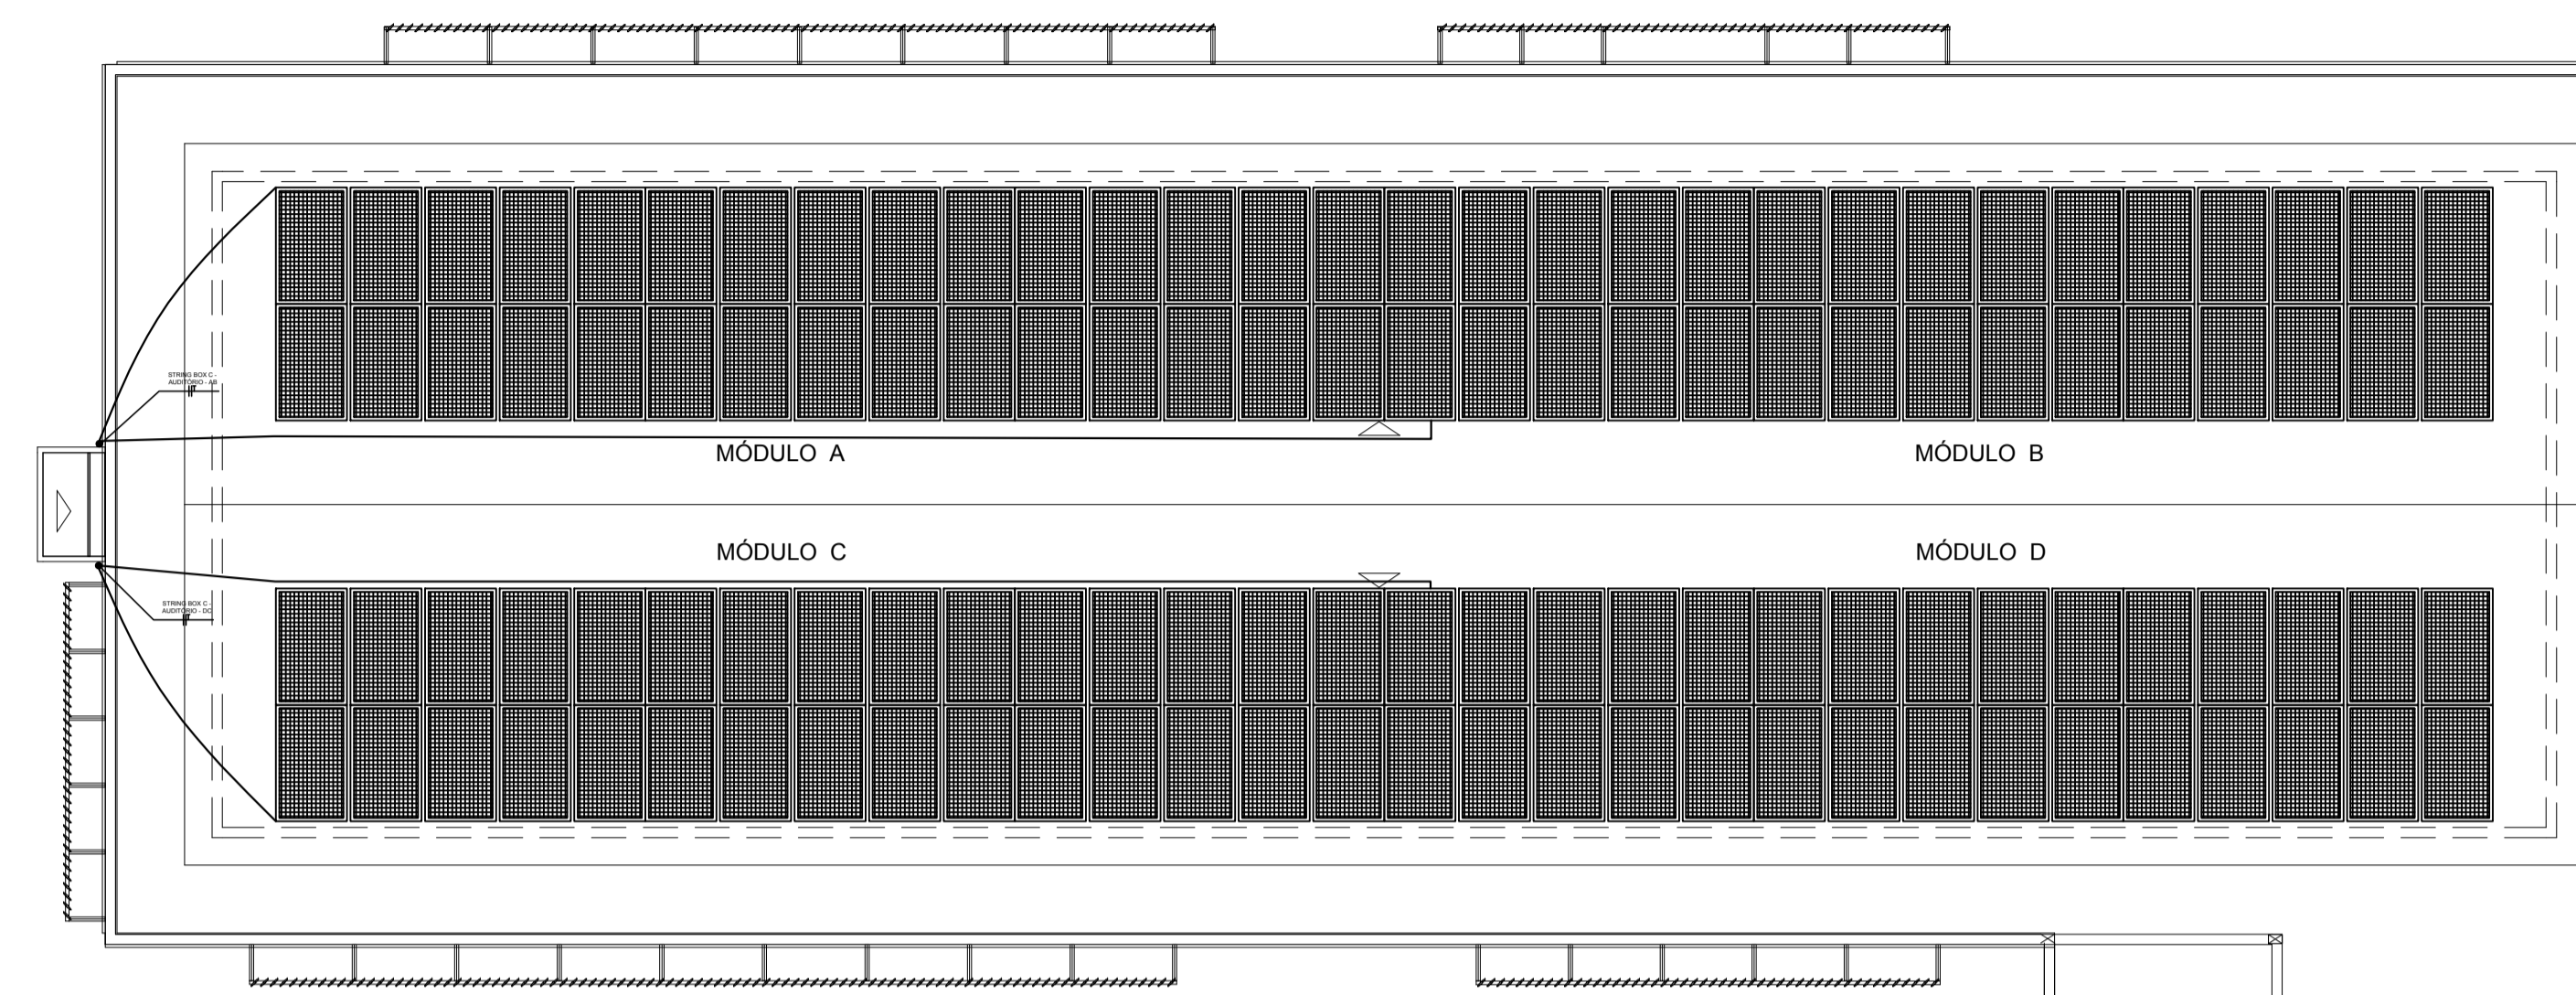 STRING BOX C -
AUDITÓRIO - AB
MÓDULO A
MÓDULO B
MÓDULO C
MÓDULO D
STRING BOX C -
AUDITÓRIO - DC